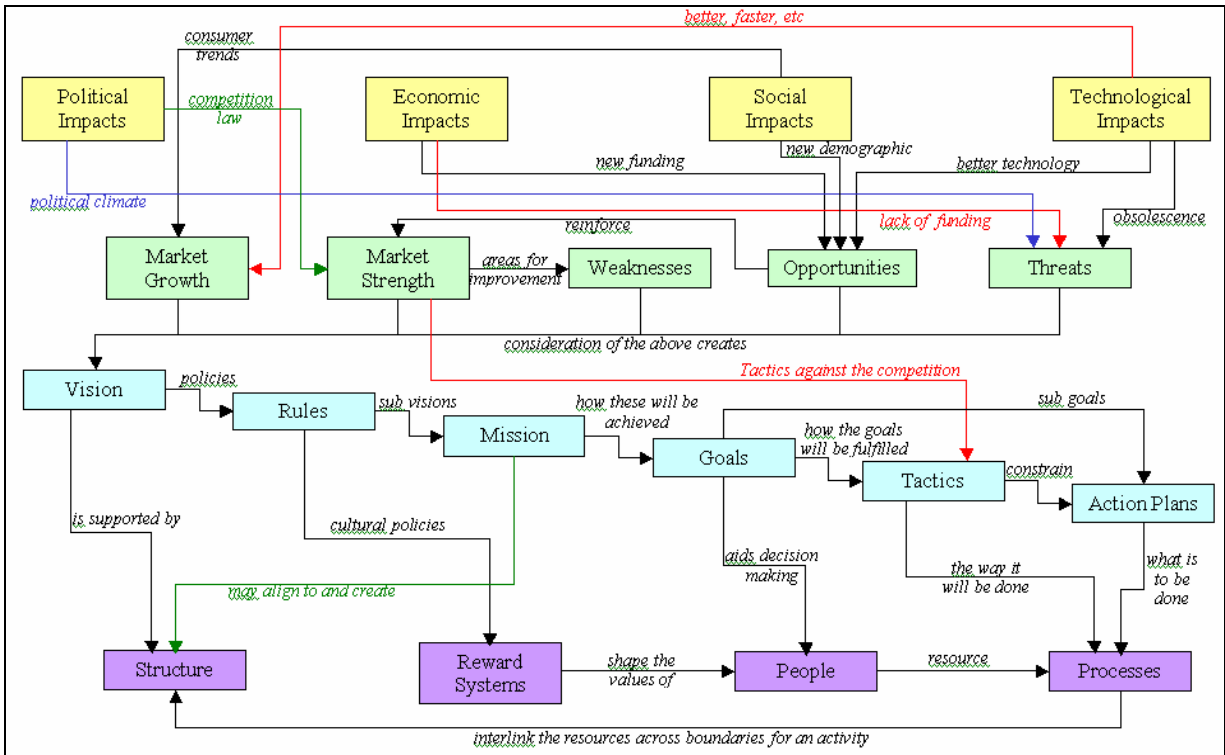 better, faster, etc
consumer
trends
Political
Impacts
competition
law
Economic
Impacts
Social
Impacts
Technological
Impacts
new funding
new demographic
better technology
political climate
reinforce
lack of funding
obsolescence
Market
Growth
Market
Strength
areas for
improvement
Weaknesses
Opportunities
Threats
consideration of the above creates
Vision
policies
Tactics against the competition
Rules
sub visions
how these will be
achieved
sub goals
Mission
Goals
how the goals
will be fulfilled
Tactics
constrain
Action Plans
is supported by
cultural policies
aids decision
making
the way it
will be done
what is
to be
done
may align to and create
Structure
Reward
Systems
shape the
values of
People
resource
Processes
interlink the resources across boundaries for an activity